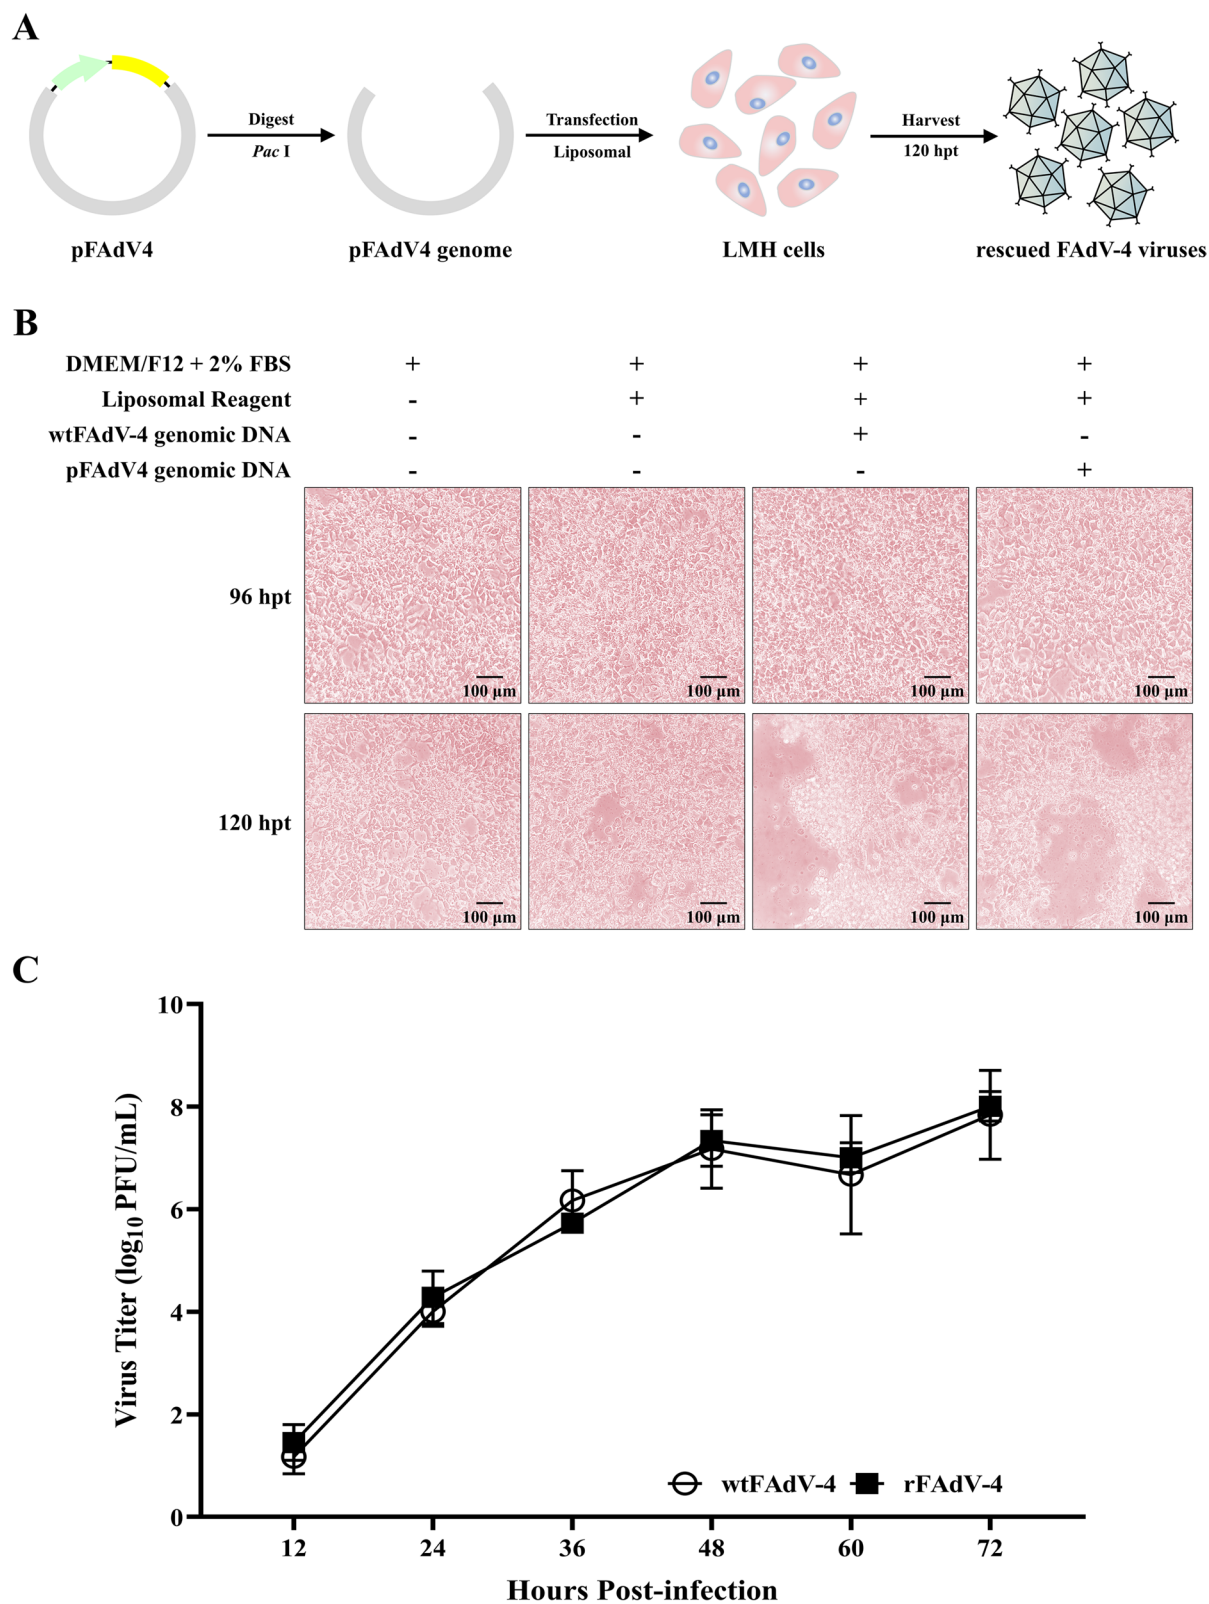 A
Digest
Pac I
Transfection
Liposomal
Harvest
120 hpt
pFAdV4
pFAdV4 genome
LMH cells
rescued FAdV-4 viruses
B
DMEM/F12 + 2% FBS + + + +
Liposomal Reagent - + + +
wtFAdV-4 genomic DNA - - + -
pFAdV4 genomic DNA - - - +
96 hpt
100 μm 100 μm 100 μm 100 μm
120 hpt
100 μm 100 μm 100 μm 100 μm
C
Virus Titer (log10 PFU/mL)
10
8
6
4
2
0
wtFAdV-4 rFAdV-4
12 24 36 48 60 72
Hours Post-infection